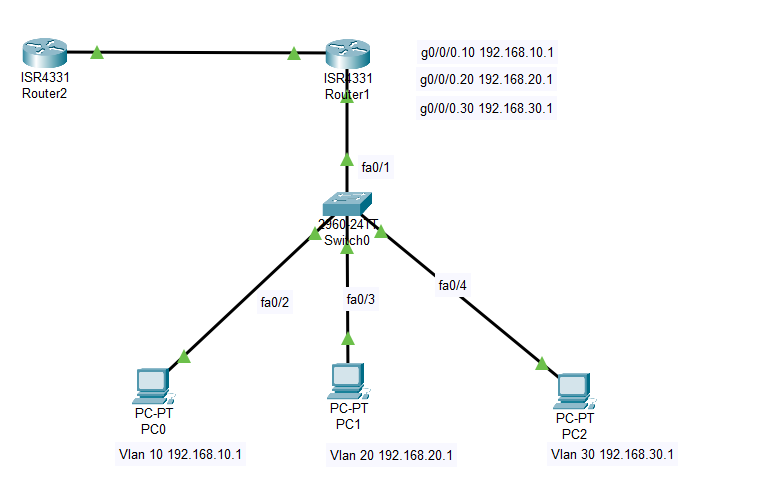 ISR4331
Router2
ISR4331
Router1
g0/0/0.10 192.168.10.1
g0/0/0.20 192.168.20.1
g0/0/0.30 192.168.30.1
fa0/1
2960-24TT
Switch0
fa0/2
fa0/3
fa0/4
PC-PT
PC0
PC-PT
PC1
PC-PT
PC2
Vlan 10 192.168.10.1
Vlan 20 192.168.20.1
Vlan 30 192.168.30.1